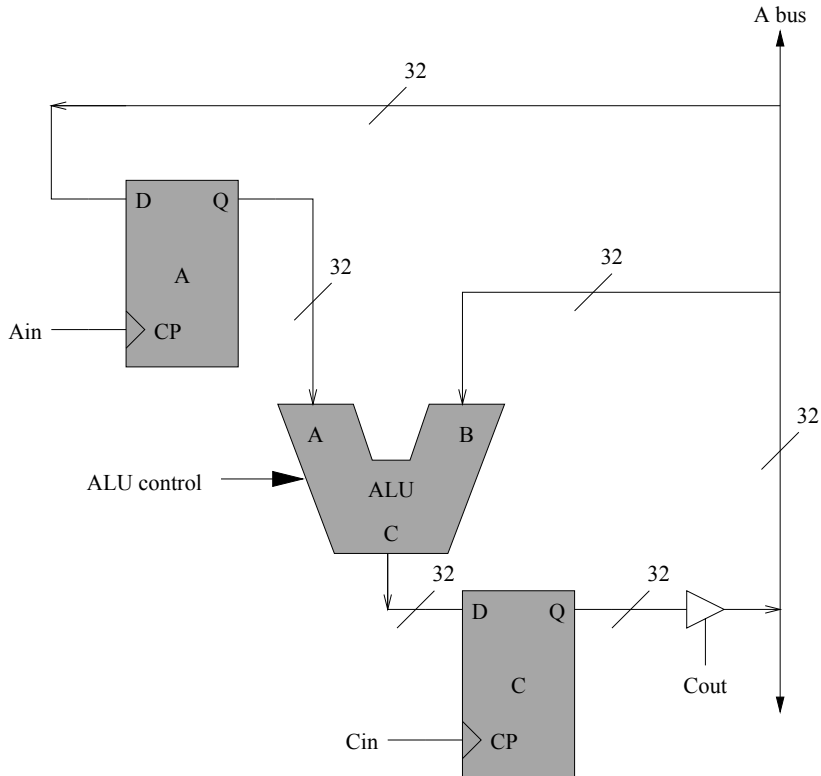 A bus
32
D Q
32
A
32
Ain
CP
A B
32
ALU control
ALU
C
32
32
D Q
C
Cout
Cin
CP